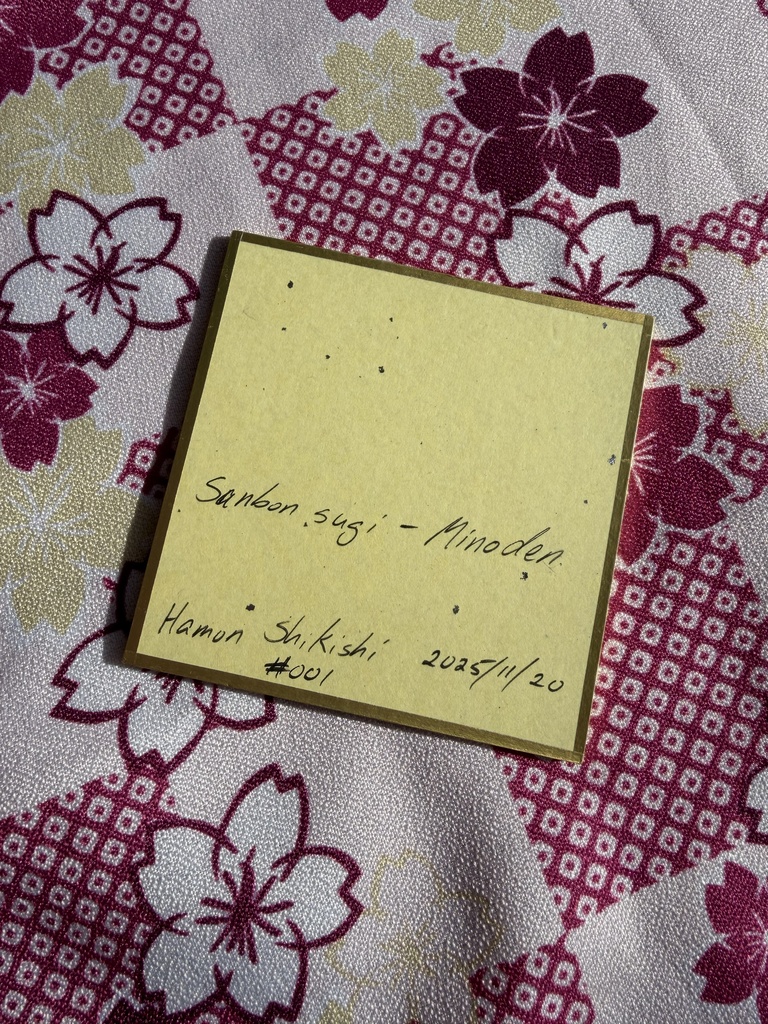 Sanbon sugi - Minoden
Hamon Shikishi 2025/11/20
#001